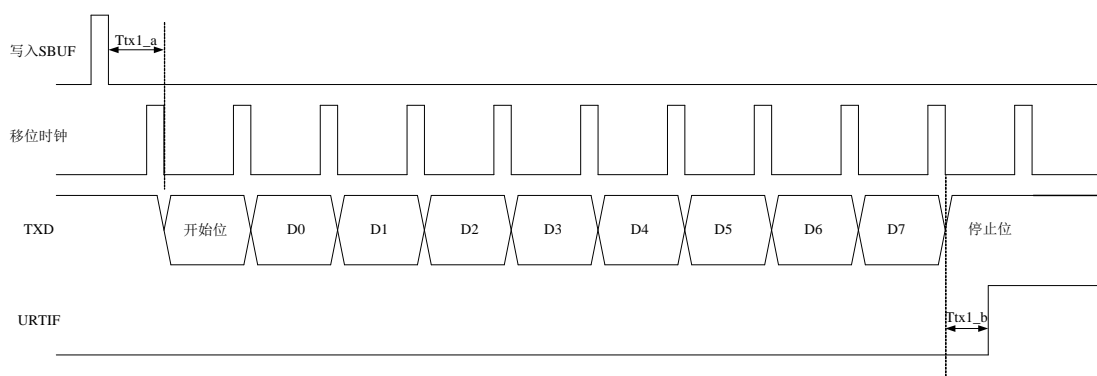 写入SBUF
Ttx1_a
移位时钟
TXD
开始位
D0
D1
D2
D3
D4
D5
D6
D7
停止位
URTIF
Ttx1_b